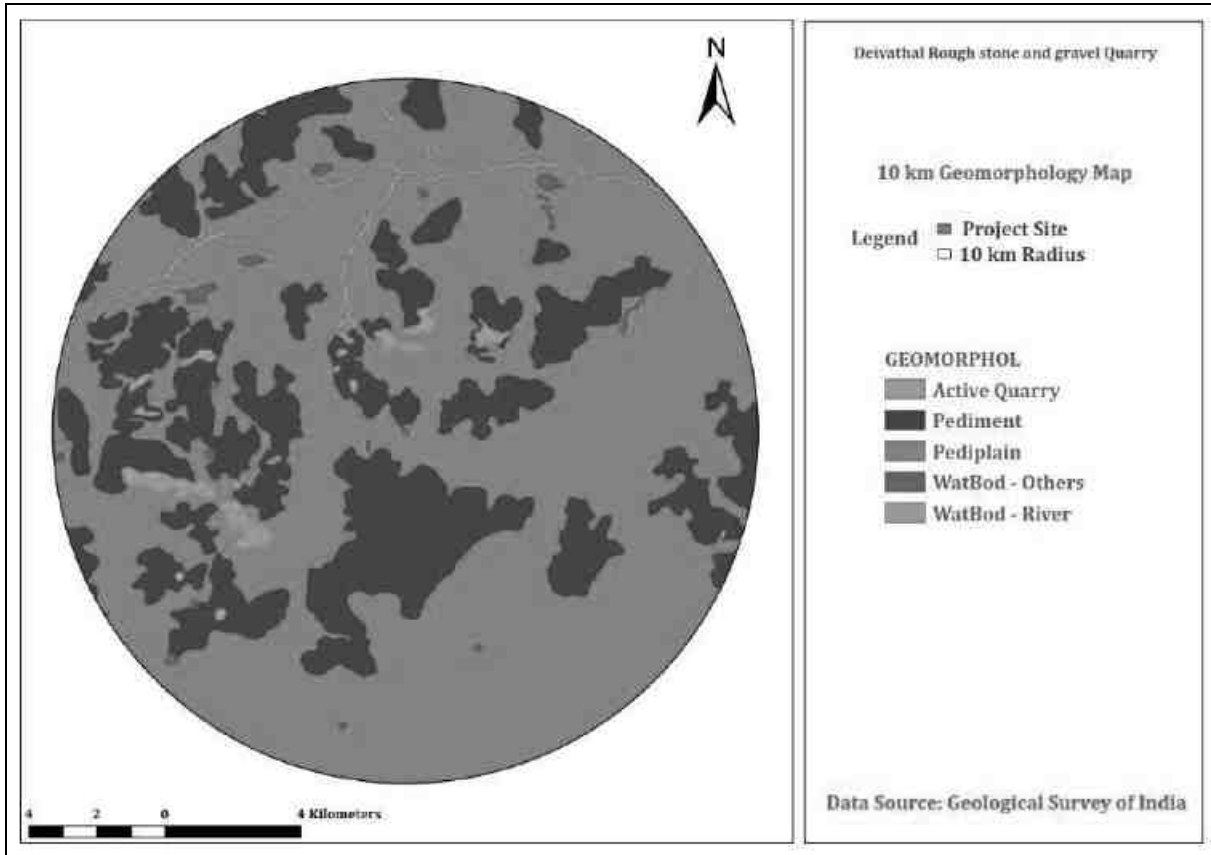 N
4 2 0 4 Kilometers
Deivathal Rough stone and gravel Quarry
10 km Geomorphology Map
Legend
Project Site
10 km Radius
GEOMORPHOL
Active Quarry
Pediment
Pediplain
WatBod - Others
WatBod - River
Data Source: Geological Survey of India